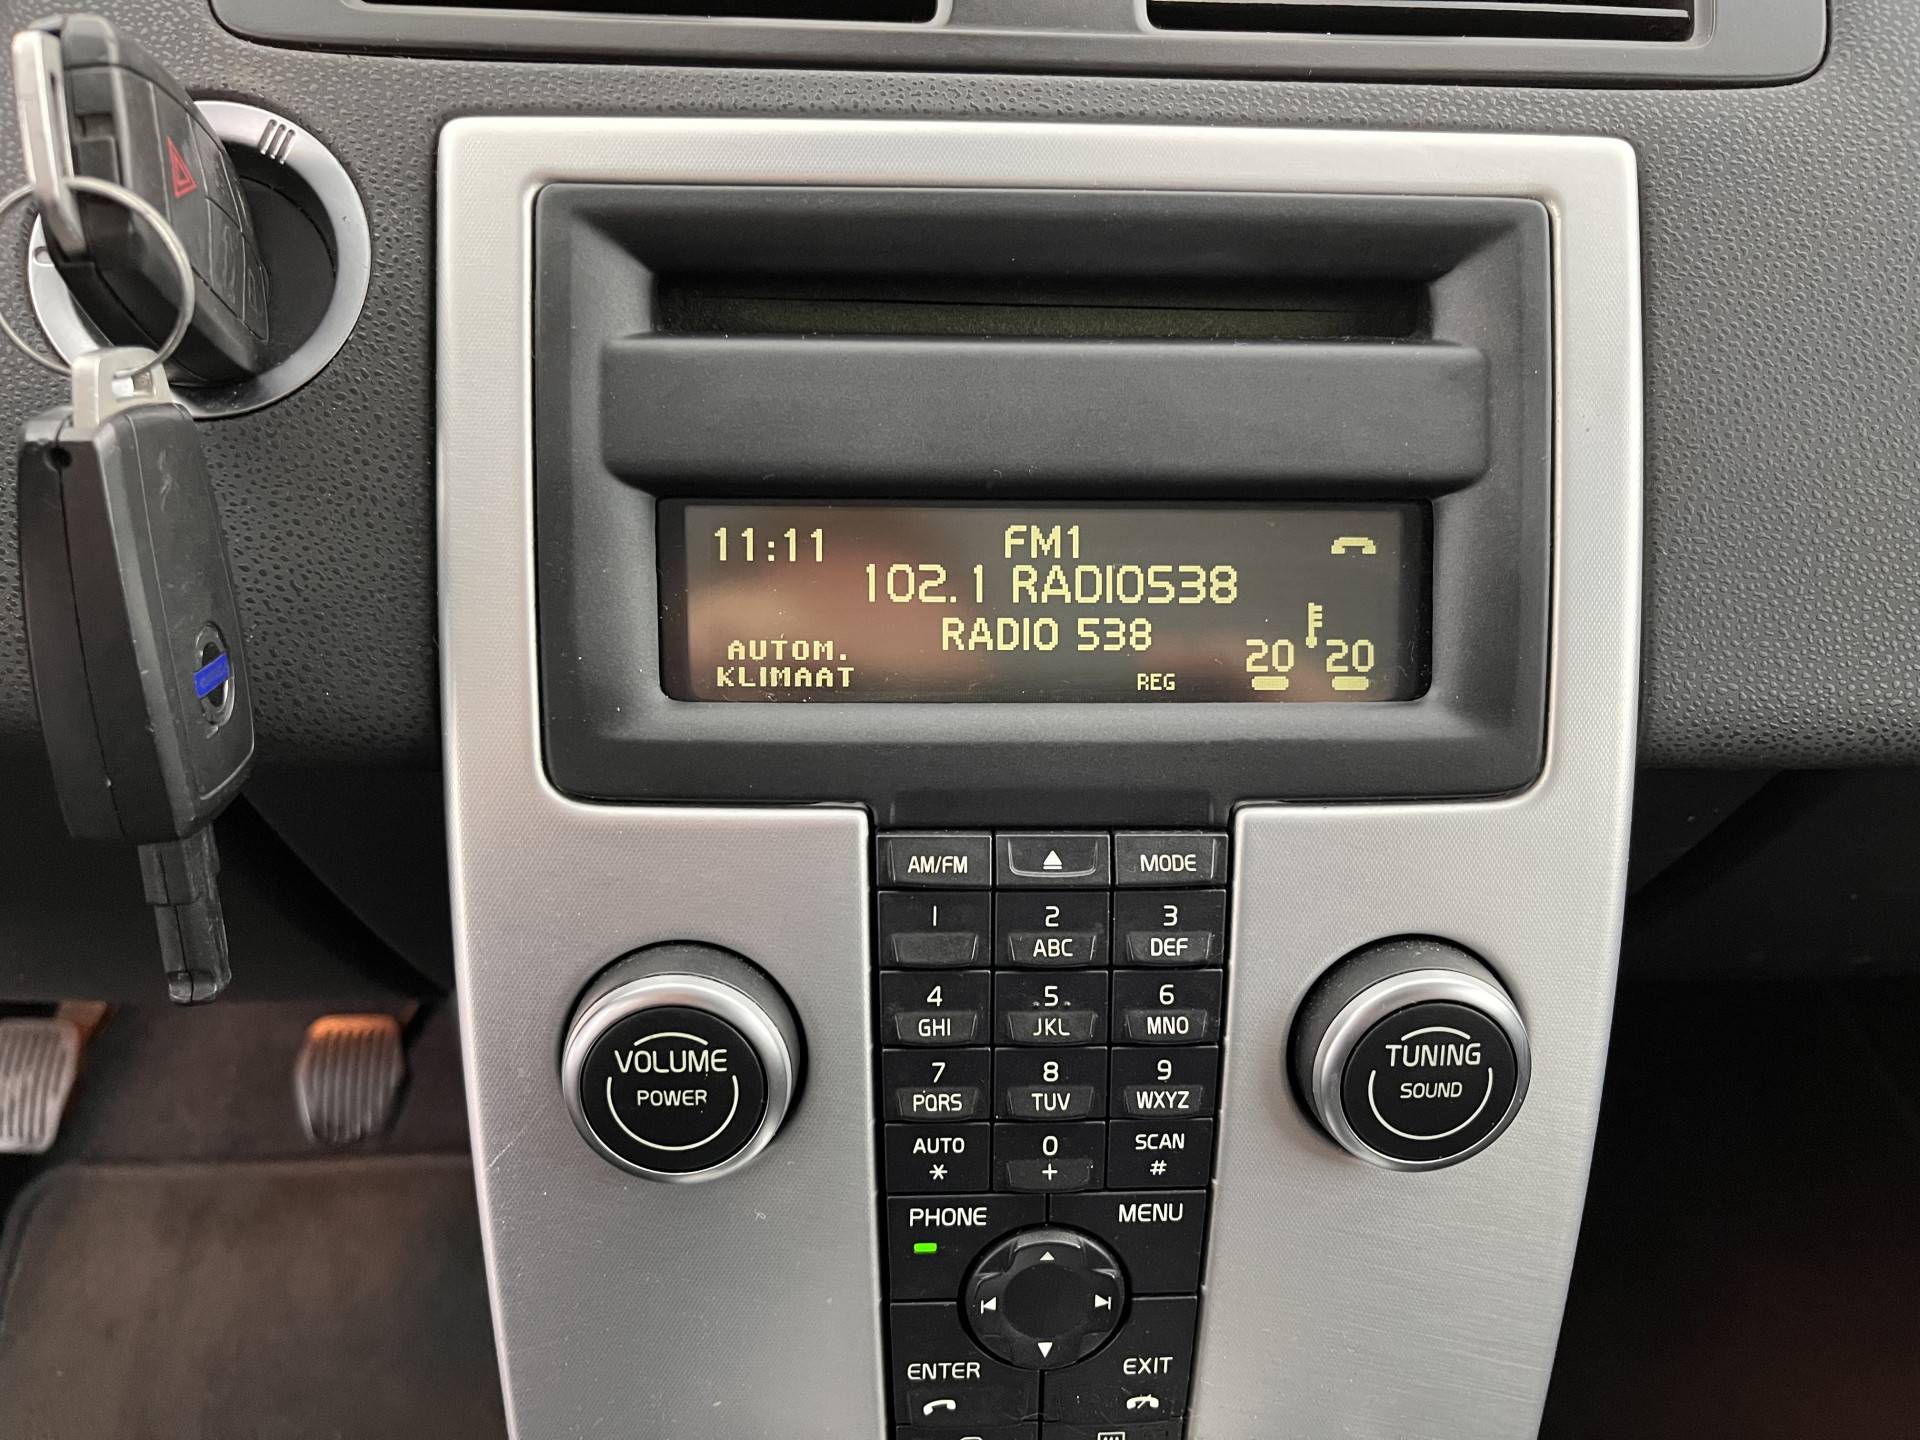 11:11 FM1
102.1 RADIO538
RADIO 538
AUTOM.
KLIMAAT
REG
20 20
AM/FM MODE
1 2 3
ABC DEF
4 5 6
GHI JKL MNO
7 8 9
PQRS TUV WXYZ
AUTO 0 SCAN
* + #
VOLUME
POWER
TUNING
SOUND
PHONE MENU
ENTER EXIT